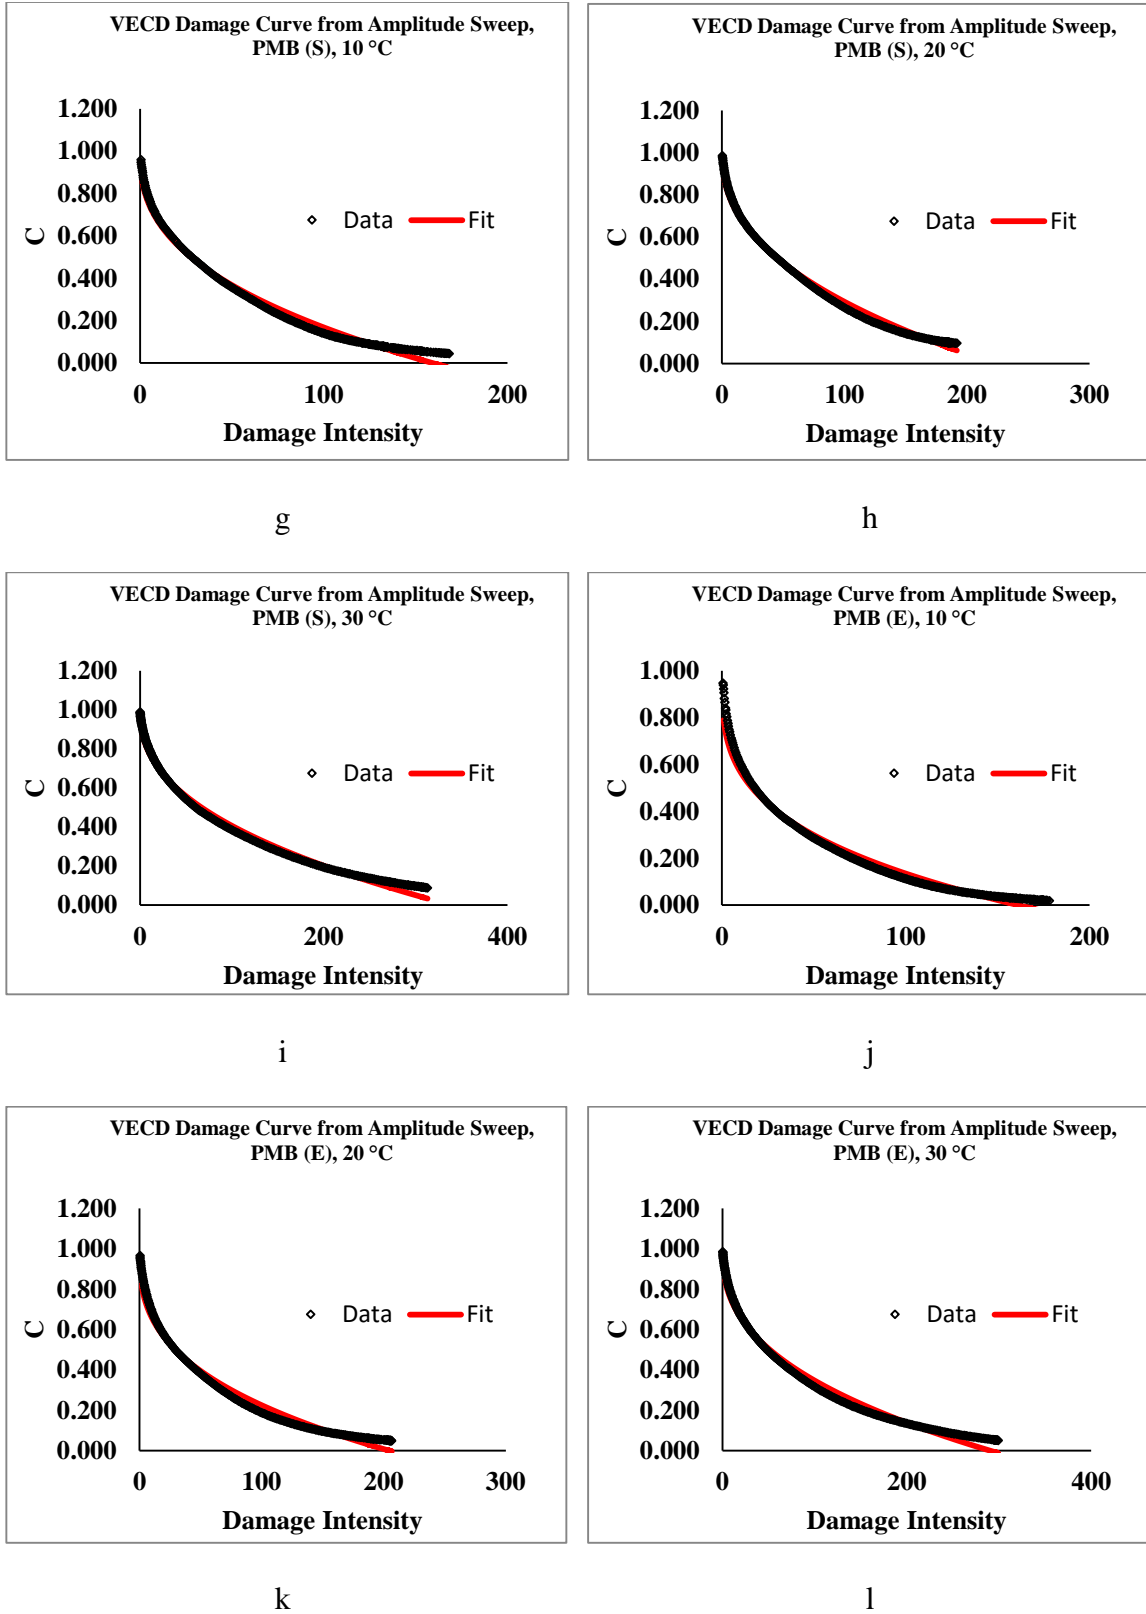 VECD Damage Curve from Amplitude Sweep,
PMB (S), 10 °C
1.200
1.000
0.800
0.600
0.400
0.200
0.000
C
Data Fit
0 100 200
Damage Intensity
g
VECD Damage Curve from Amplitude Sweep,
PMB (S), 20 °C
1.200
1.000
0.800
0.600
0.400
0.200
0.000
C
Data Fit
0 100 200 300
Damage Intensity
h
VECD Damage Curve from Amplitude Sweep,
PMB (S), 30 °C
1.200
1.000
0.800
0.600
0.400
0.200
0.000
C
Data Fit
0 200 400
Damage Intensity
i
VECD Damage Curve from Amplitude Sweep,
PMB (E), 10 °C
1.000
0.800
0.600
0.400
0.200
0.000
C
Data Fit
0 100 200
Damage Intensity
j
VECD Damage Curve from Amplitude Sweep,
PMB (E), 20 °C
1.200
1.000
0.800
0.600
0.400
0.200
0.000
C
Data Fit
0 100 200 300
Damage Intensity
k
VECD Damage Curve from Amplitude Sweep,
PMB (E), 30 °C
1.200
1.000
0.800
0.600
0.400
0.200
0.000
C
Data Fit
0 200 400
Damage Intensity
l